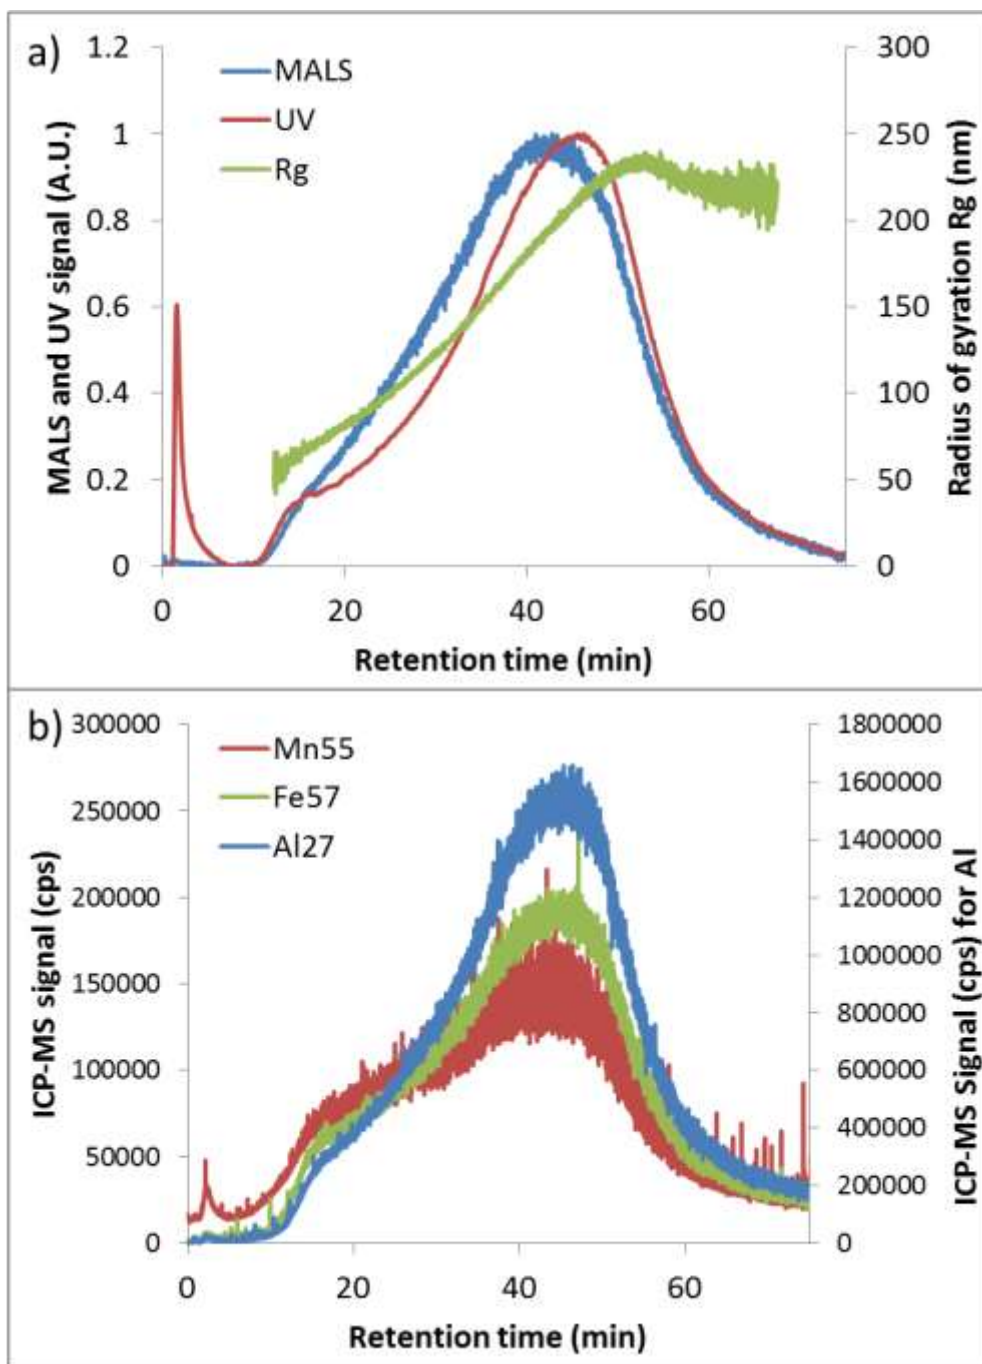 a)
MALS
UV
Rg
MALS and UV signal (A.U.)
1.2
1
0.8
0.6
0.4
0.2
0
Radius of gyration Rg (nm)
300
250
200
150
100
50
0
0 20 40 60
Retention time (min)
b)
Mn55
Fe57
Al27
ICP-MS signal (cps)
300000
250000
200000
150000
100000
50000
0
ICP-MS Signal (cps) for Al
1800000
1600000
1400000
1200000
1000000
800000
600000
400000
200000
0
0 20 40 60
Retention time (min)